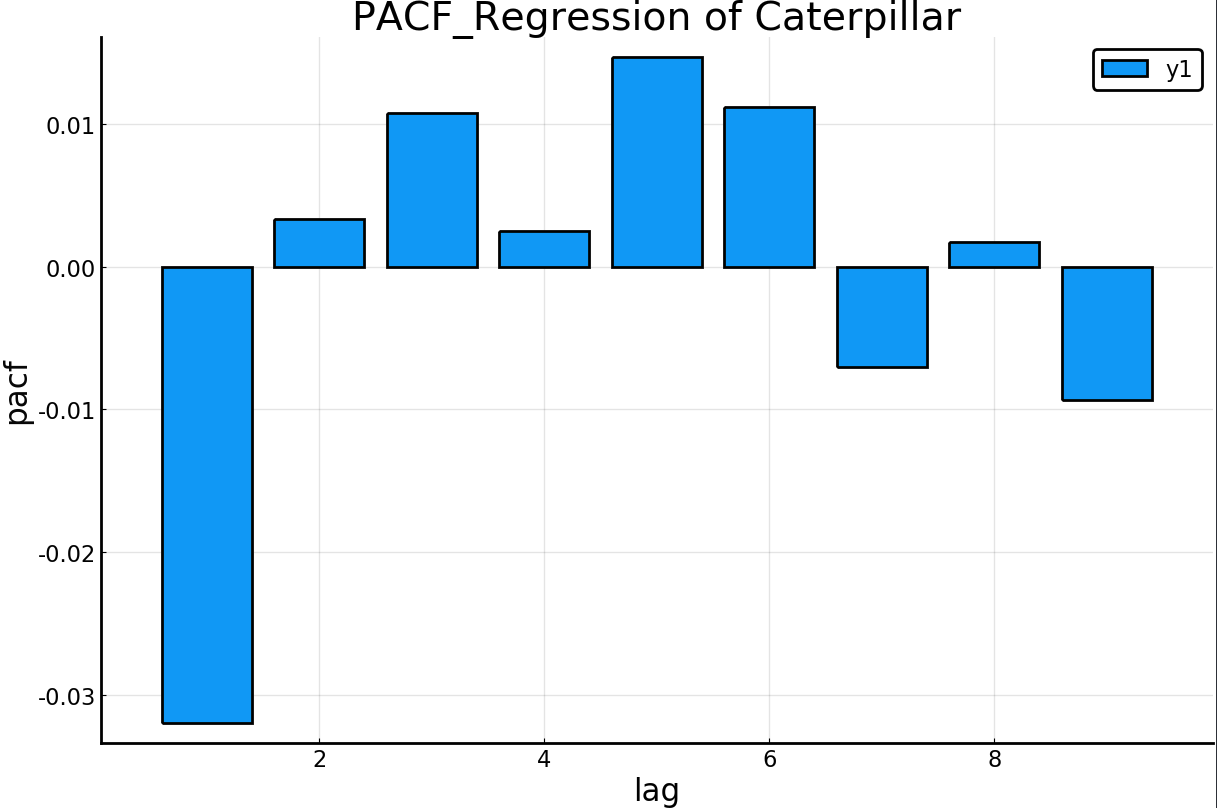 PACF_Regression of Caterpillar
y1
0.01
0.00
-0.01
-0.02
-0.03
pacf
2 4 6 8
lag